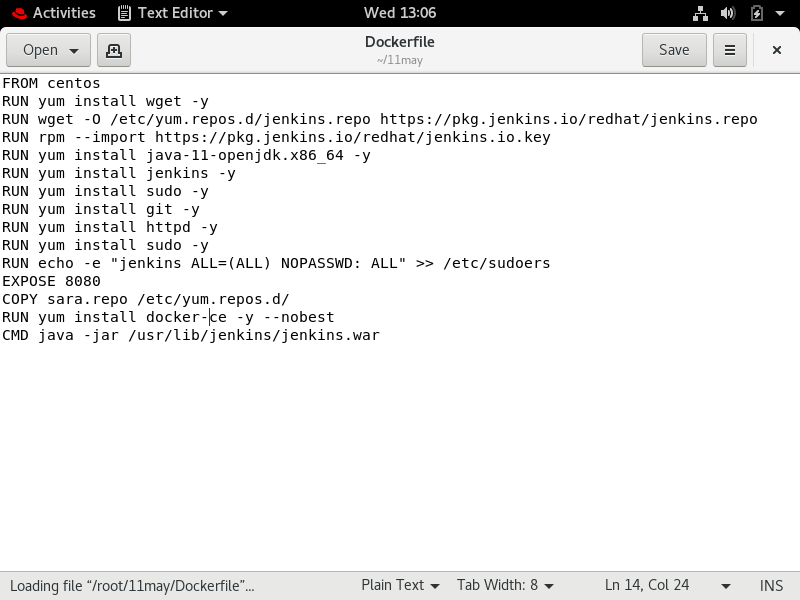 Activities Text Editor Wed 13:06
Open Dockerfile Save
~/11may
FROM centos
RUN yum install wget -y
RUN wget -O /etc/yum.repos.d/jenkins.repo https://pkg.jenkins.io/redhat/jenkins.repo
RUN rpm --import https://pkg.jenkins.io/redhat/jenkins.io.key
RUN yum install java-11-openjdk.x86_64 -y
RUN yum install jenkins -y
RUN yum install sudo -y
RUN yum install git -y
RUN yum install httpd -y
RUN yum install sudo -y
RUN echo -e "jenkins ALL=(ALL) NOPASSWD: ALL" >> /etc/sudoers
EXPOSE 8080
COPY sara.repo /etc/yum.repos.d/
RUN yum install docker-ce -y --nobest
CMD java -jar /usr/lib/jenkins/jenkins.war
Loading file “/root/11may/Dockerfile”... Plain Text Tab Width: 8 Ln 14, Col 24 INS